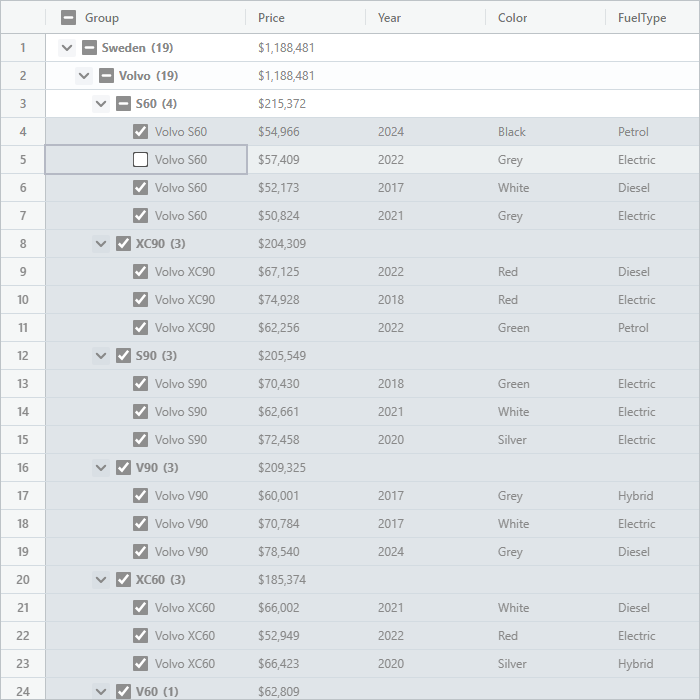 Group Price Year Color FuelType
1 Sweden (19) $1,188,481
2 Volvo (19) $1,188,481
3 S60 (4) $215,372
4 Volvo S60 $54,966 2024 Black Petrol
5 Volvo S60 $57,409 2022 Grey Electric
6 Volvo S60 $52,173 2017 White Diesel
7 Volvo S60 $50,824 2021 Grey Electric
8 XC90 (3) $204,309
9 Volvo XC90 $67,125 2022 Red Diesel
10 Volvo XC90 $74,928 2018 Red Electric
11 Volvo XC90 $62,256 2022 Green Petrol
12 S90 (3) $205,549
13 Volvo S90 $70,430 2018 Green Electric
14 Volvo S90 $62,661 2021 White Electric
15 Volvo S90 $72,458 2020 Silver Electric
16 V90 (3) $209,325
17 Volvo V90 $60,001 2017 Grey Hybrid
18 Volvo V90 $70,784 2017 White Electric
19 Volvo V90 $78,540 2024 Grey Diesel
20 XC60 (3) $185,374
21 Volvo XC60 $66,002 2021 White Diesel
22 Volvo XC60 $52,949 2022 Red Electric
23 Volvo XC60 $66,423 2020 Silver Hybrid
24 V60 (1) $62,809